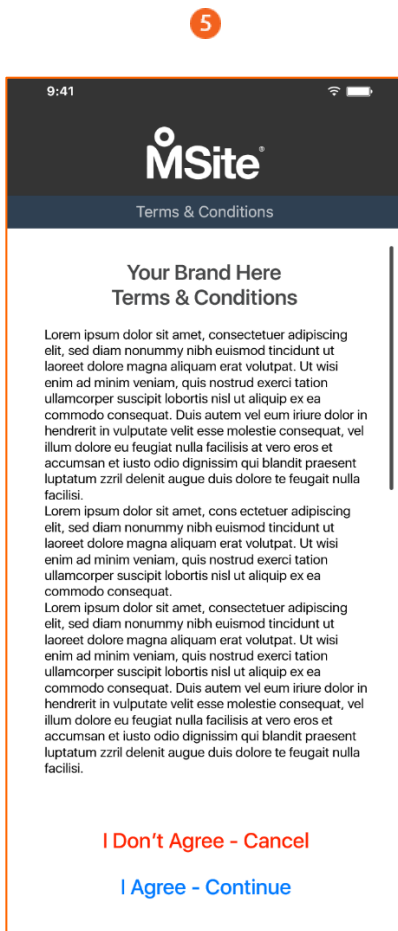 5
9:41
MSite®
Terms & Conditions
Your Brand Here
Terms & Conditions
Lorem ipsum dolor sit amet, consectetuer adipiscing
elit, sed diam nonummy nibh euismod tincidunt ut
laoreet dolore magna aliquam erat volutpat. Ut wisi
enim ad minim veniam, quis nostrud exerci tation
ullamcorper suscipit lobortis nisl ut aliquip ex ea
commodo consequat. Duis autem vel eum iriure dolor in
hendrerit in vulputate velit esse molestie consequat, vel
illum dolore eu feugiat nulla facilisis at vero eros et
accumsan et iusto odio dignissim qui blandit praesent
luptatum zzril delenit augue duis dolore te feugait nulla
facilisi.
Lorem ipsum dolor sit amet, cons ectetuer adipiscing
elit, sed diam nonummy nibh euismod tincidunt ut
laoreet dolore magna aliquam erat volutpat. Ut wisi
enim ad minim veniam, quis nostrud exerci tation
ullamcorper suscipit lobortis nisl ut aliquip ex ea
commodo consequat.
Lorem ipsum dolor sit amet, consectetuer adipiscing
elit, sed diam nonummy nibh euismod tincidunt ut
laoreet dolore magna aliquam erat volutpat. Ut wisi
enim ad minim veniam, quis nostrud exerci tation
ullamcorper suscipit lobortis nisl ut aliquip ex ea
commodo consequat. Duis autem vel eum iriure dolor in
hendrerit in vulputate velit esse molestie consequat, vel
illum dolore eu feugiat nulla facilisis at vero eros et
accumsan et iusto odio dignissim qui blandit praesent
luptatum zzril delenit augue duis dolore te feugait nulla
facilisi.
I Don't Agree - Cancel
I Agree - Continue